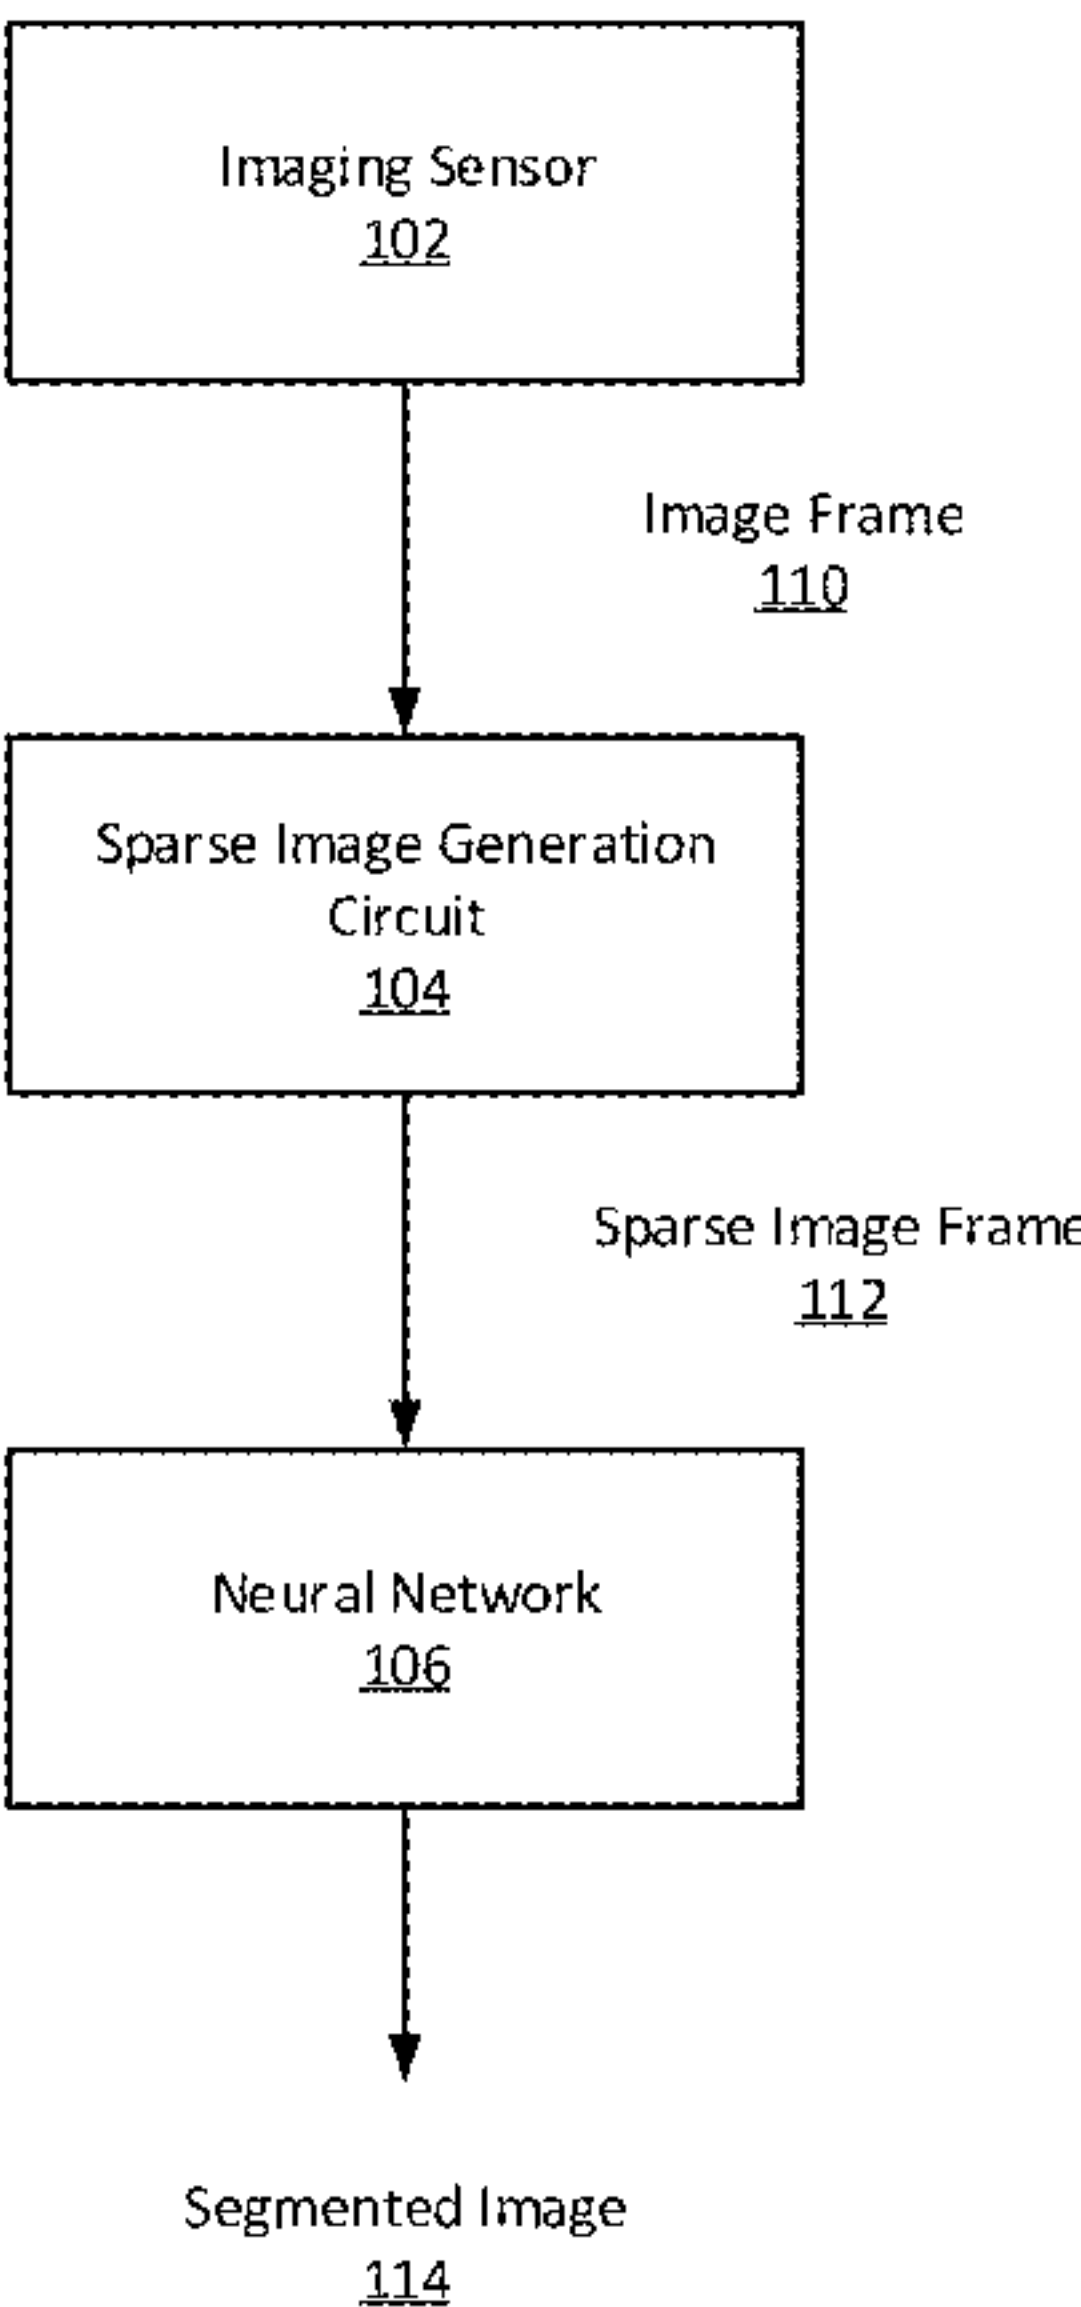 Imaging Sensor
102
Image Frame
110
Sparse Image Generation
Circuit
104
Sparse Image Frame
112
Neural Network
106
Segmented Image
114